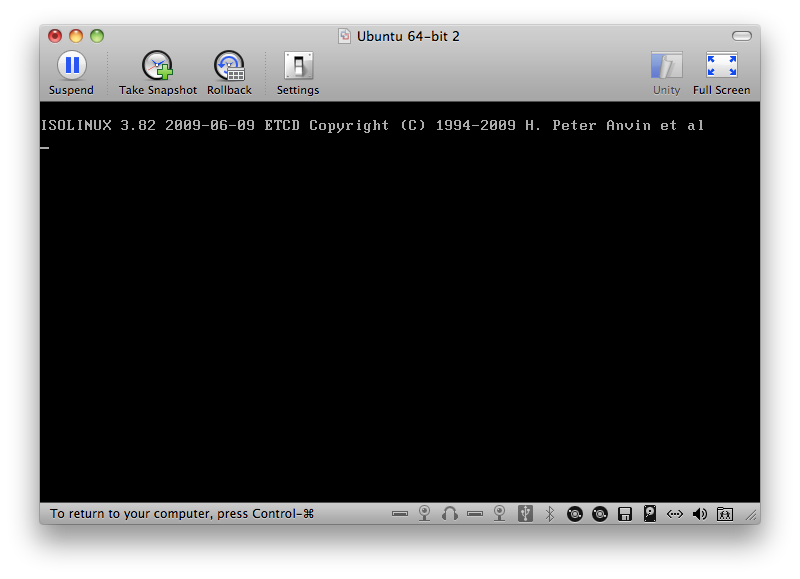 Ubuntu 64-bit 2
Suspend Take Snapshot Rollback Settings Unity Full Screen
ISOLINUX 3.82 2009-06-09 ETCD Copyright (C) 1994-2009 H. Peter Anvin et al
_
To return to your computer, press Control-⌘